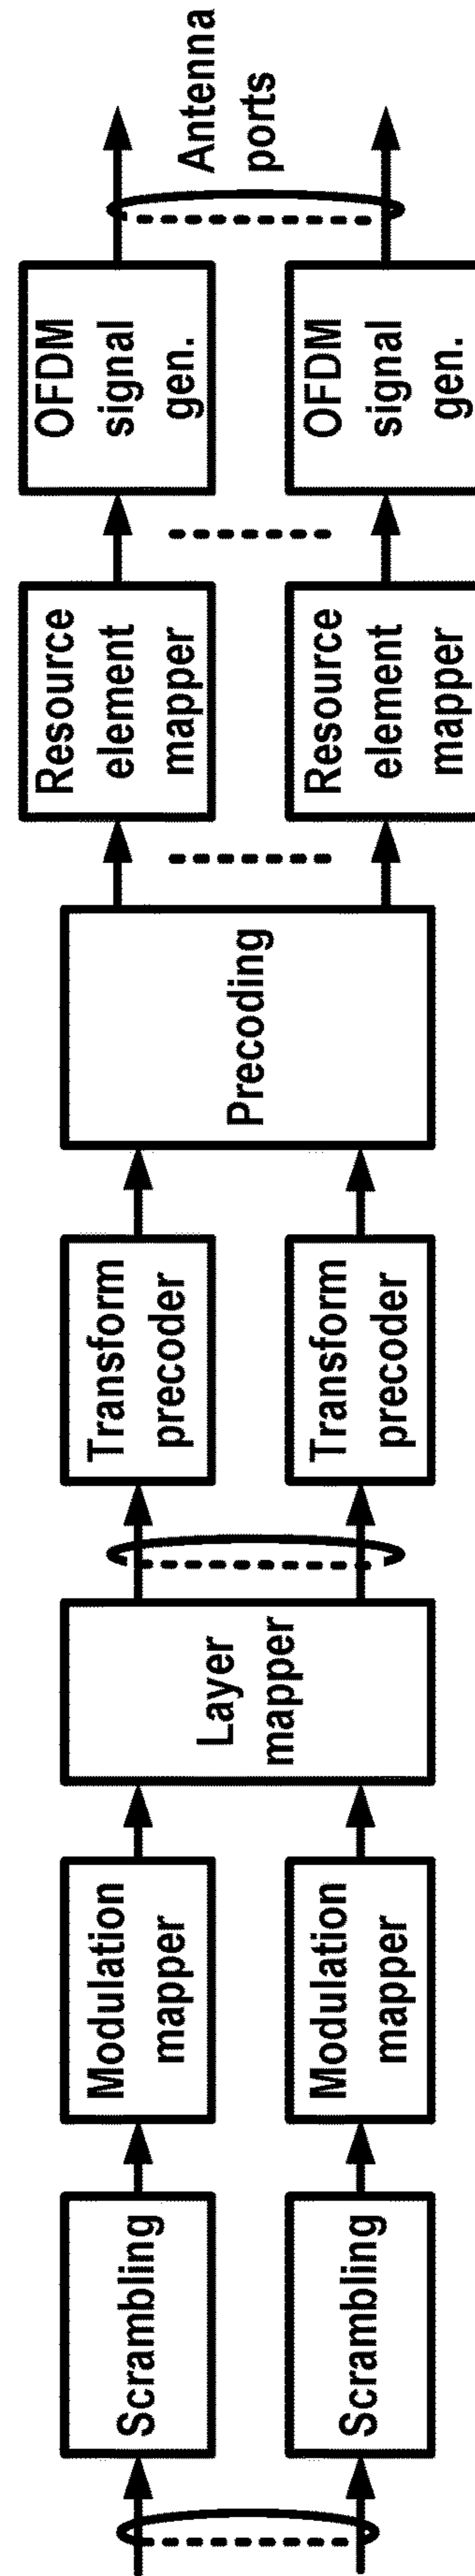 Scrambling
Scrambling
Modulation
mapper
Modulation
mapper
Layer
mapper
Transform
precoder
Transform
precoder
Precoding
Resource
element
mapper
Resource
element
mapper
OFDM
signal
gen.
OFDM
signal
gen.
Antenna
ports